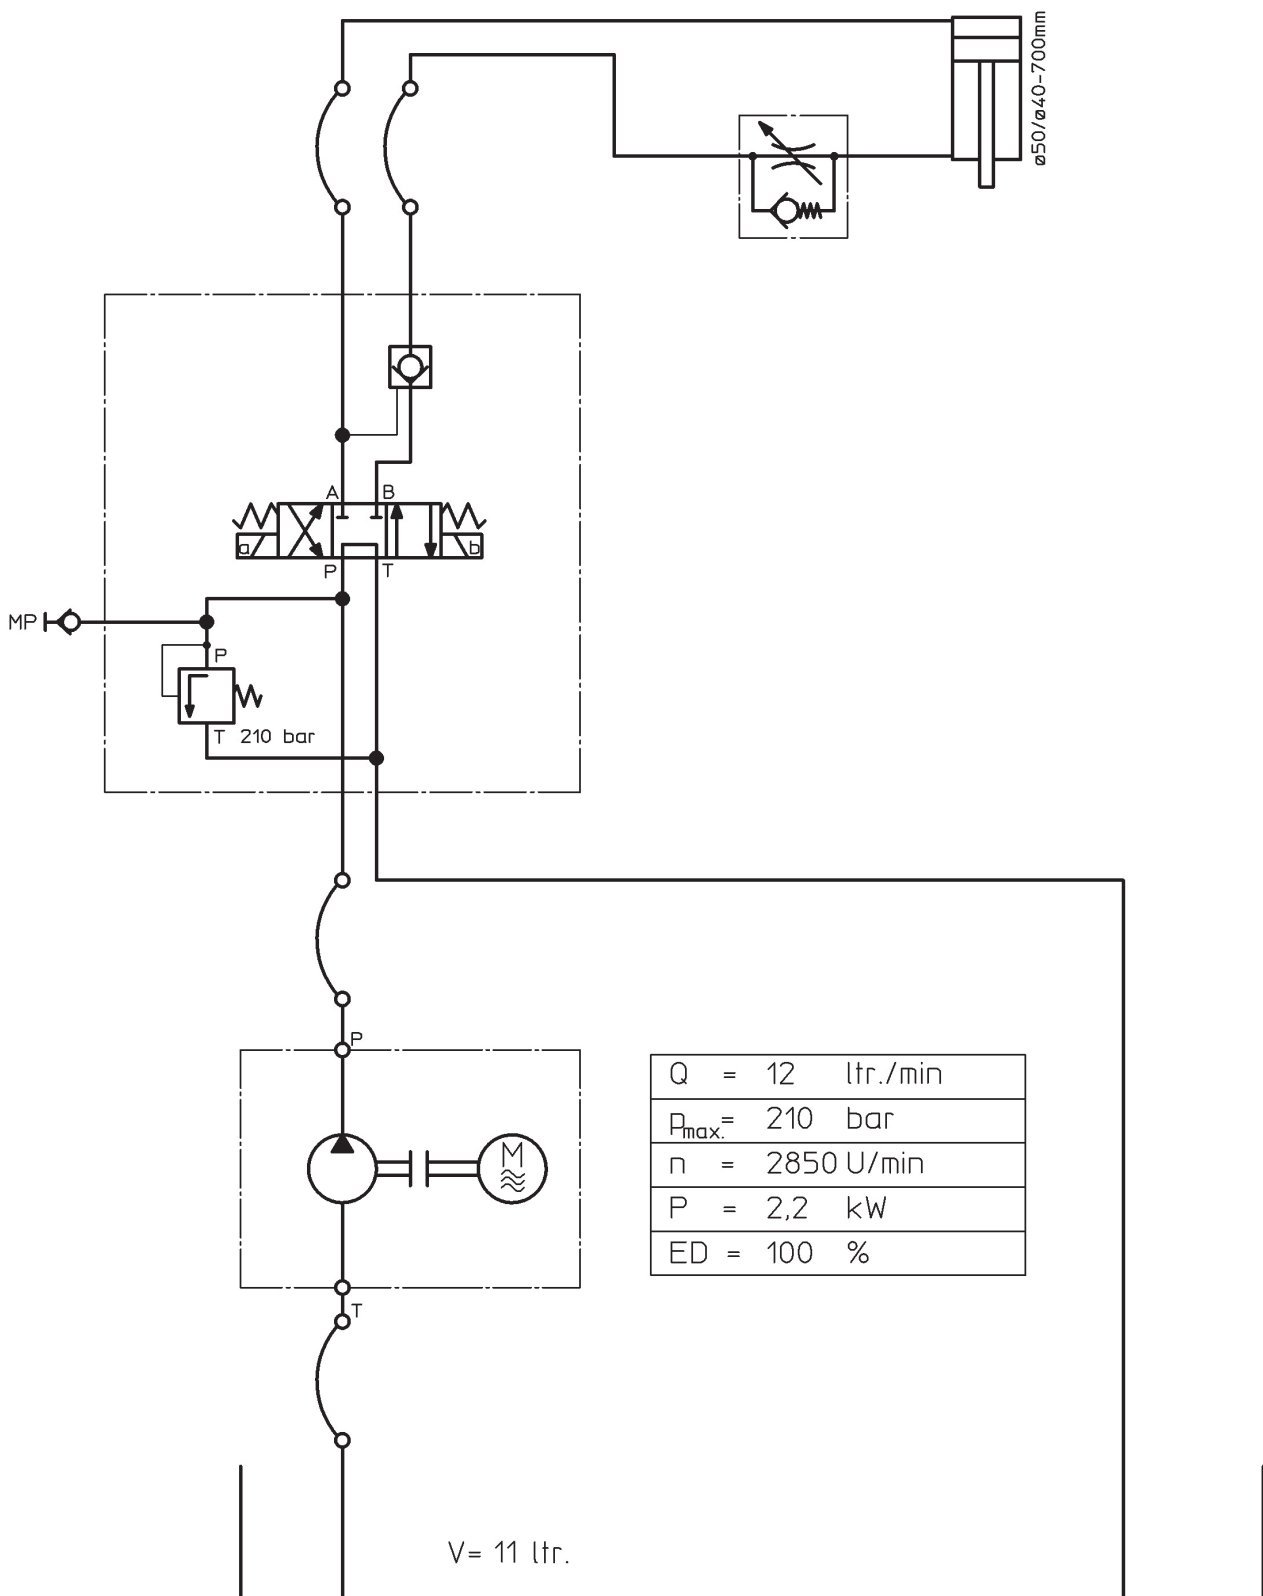 ø50/ø40-700mm
A B
a b
P T
MP
P
T 210 bar
P
M
T
Q = 12 ltr./min
pmax.= 210 bar
n = 2850 U/min
P = 2,2 kW
ED = 100 %
V= 11 ltr.